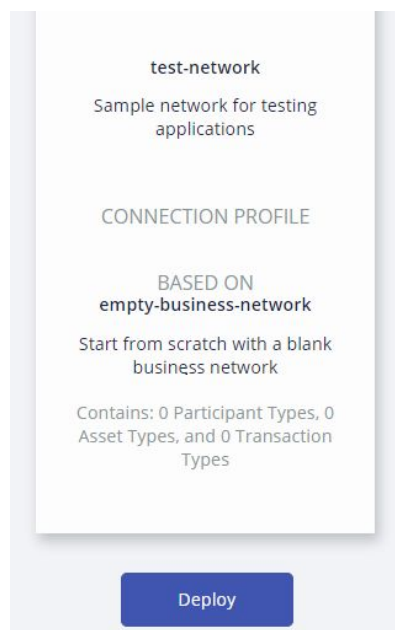 test-network
Sample network for testing
applications
CONNECTION PROFILE
BASED ON
empty-business-network
Start from scratch with a blank
business network
Contains: 0 Participant Types, 0
Asset Types, and 0 Transaction
Types
Deploy